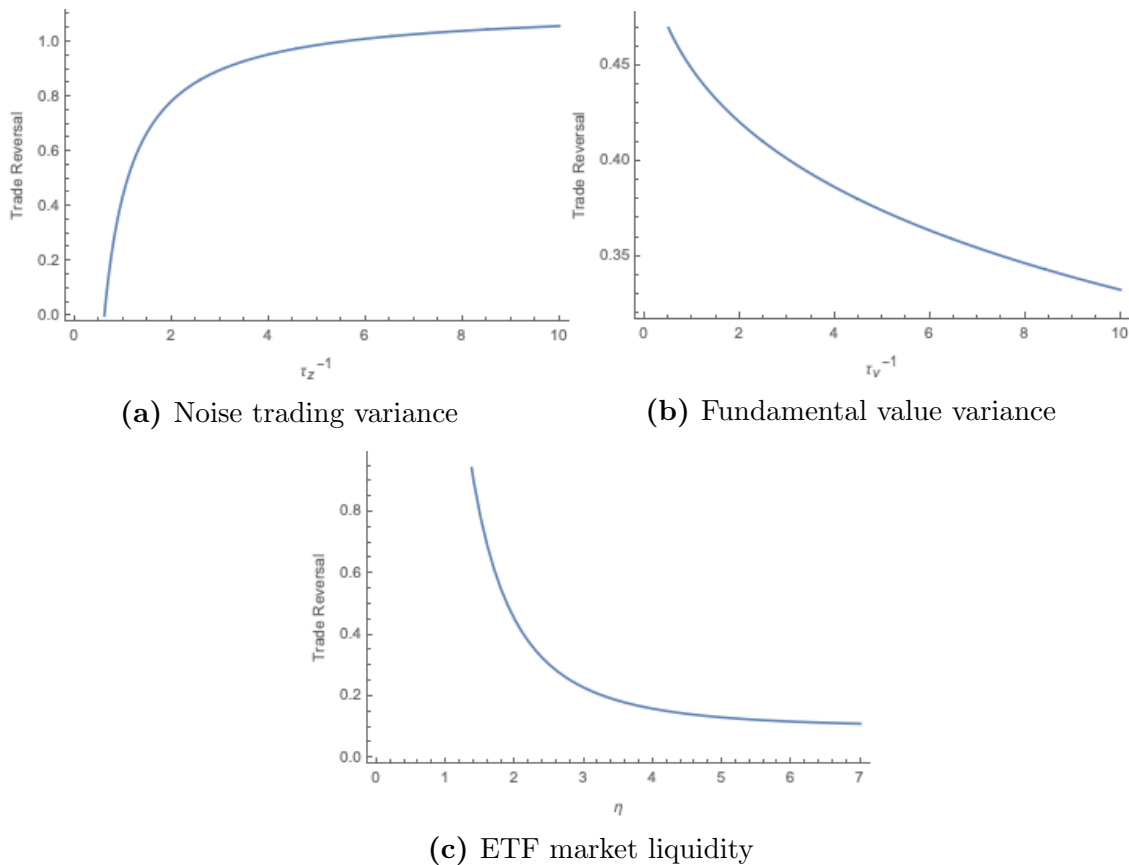 Trade Reversal
1.0
0.8
0.6
0.4
0.2
0.0
0 2 4 6 8 10
τz⁻¹
(a) Noise trading variance
Trade Reversal
0.45
0.40
0.35
0 2 4 6 8 10
τv⁻¹
(b) Fundamental value variance
Trade Reversal
0.8
0.6
0.4
0.2
0.0
0 1 2 3 4 5 6 7
η
(c) ETF market liquidity